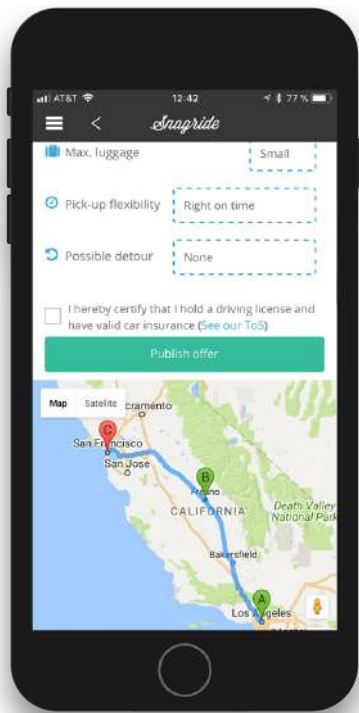 AT&T 12:42 77%
Snagride
Max. luggage Small
Pick-up flexibility Right on time
Possible detour None
I hereby certify that I hold a driving license and
have valid car insurance (See our ToS)
Publish offer
Map Satellite cramento
C
San Francisco
San Jose
B
Fresno
CALIFORNIA
Death Valley
National Park
Bakersfield
A
Los Angeles